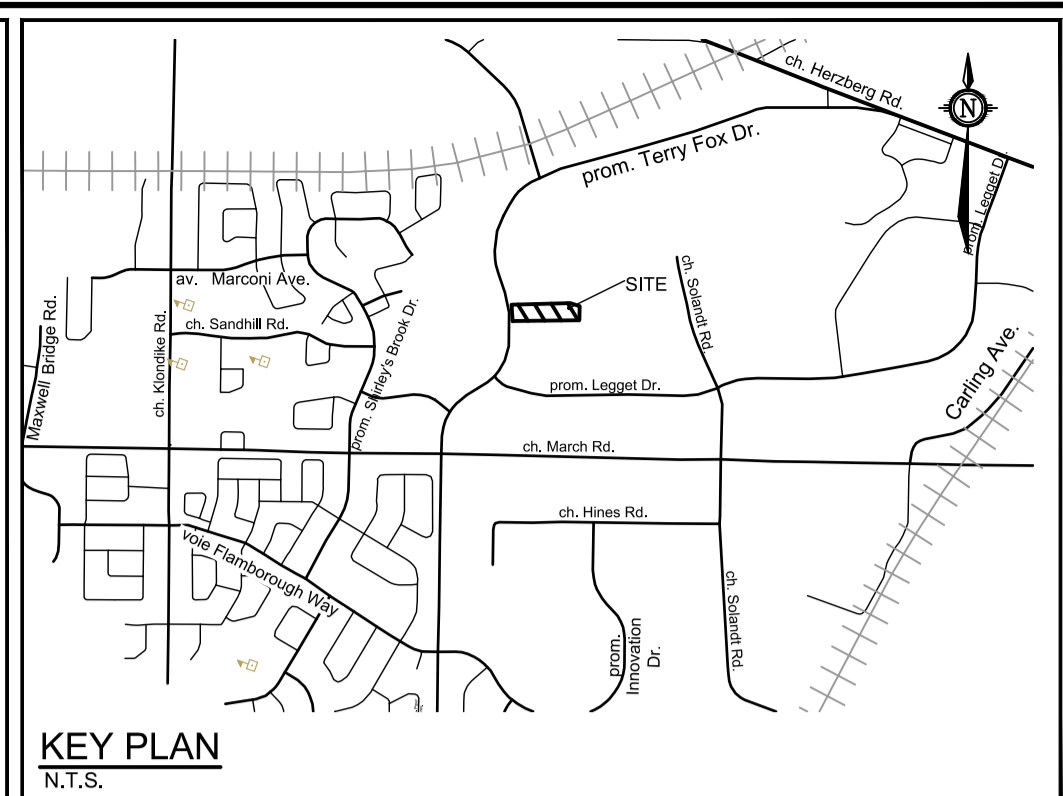 ch. Herzberg Rd.
N
prom. Terry Fox Dr.
prom. Legget Dr.
av. Marconi Ave.
ch. Sandhill Rd.
SITE
ch. Solandt Rd.
Maxwell Bridge Rd.
ch. Klondike Rd.
prom. Shirley's Brook Dr.
prom. Legget Dr.
Carling Ave.
ch. March Rd.
ch. Hines Rd.
voie Flamborough Way
ch. Solandt Rd.
prom.
Innovation
Dr.
KEY PLAN
N.T.S.